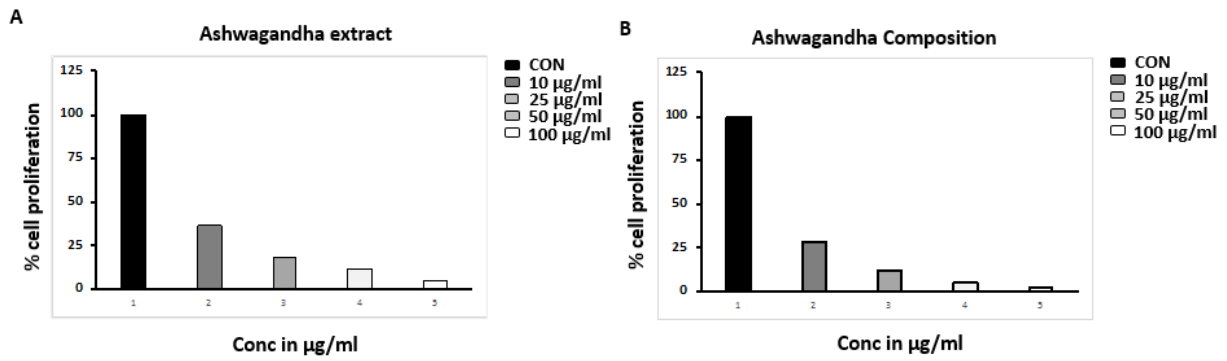 A
Ashwagandha extract
125
100
75
50
25
0
% cell proliferation
1 2 3 4 5
Conc in µg/ml
CON
10 µg/ml
25 µg/ml
50 µg/ml
100 µg/ml
B
Ashwagandha Composition
125
100
75
50
25
0
% cell proliferation
1 2 3 4 5
Conc in µg/ml
CON
10 µg/ml
25 µg/ml
50 µg/ml
100 µg/ml